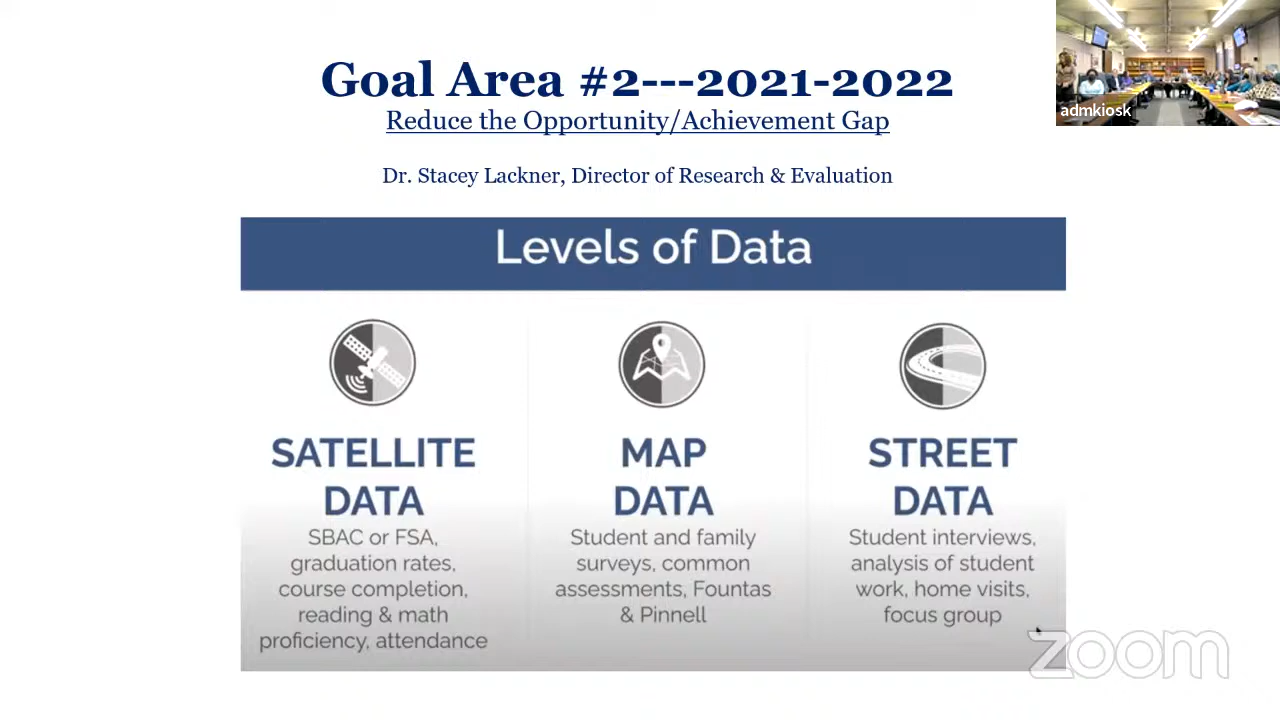 Goal Area #2---2021-2022
Reduce the Opportunity/Achievement Gap
Dr. Stacey Lackner, Director of Research & Evaluation
admkiosk
Levels of Data
SATELLITE
DATA
SBAC or FSA,
graduation rates,
course completion,
reading & math
proficiency, attendance
MAP
DATA
Student and family
surveys, common
assessments, Fountas
& Pinnell
STREET
DATA
Student interviews,
analysis of student
work, home visits,
focus group
zoom